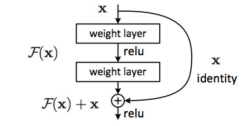 x
weight layer
relu
F(x)
weight layer
x
identity
F(x) + x
relu